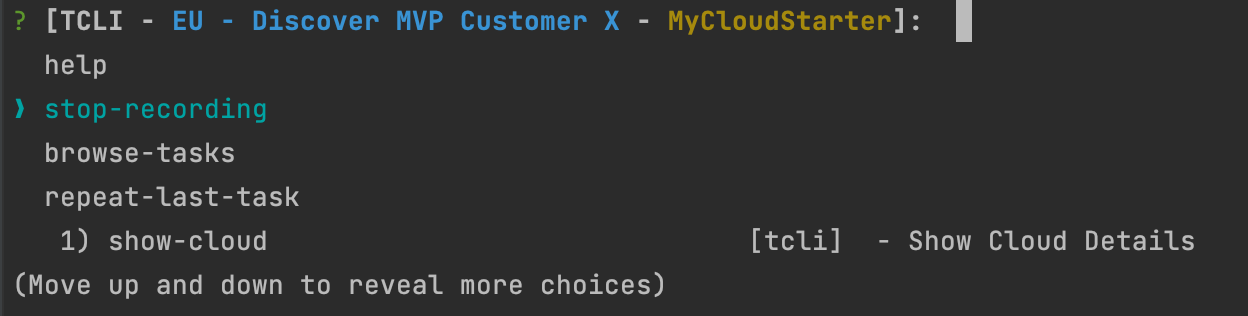 ? [TCLI - EU - Discover MVP Customer X - MyCloudStarter]:
help
❯ stop-recording
browse-tasks
repeat-last-task
1) show-cloud [tcli] - Show Cloud Details
(Move up and down to reveal more choices)